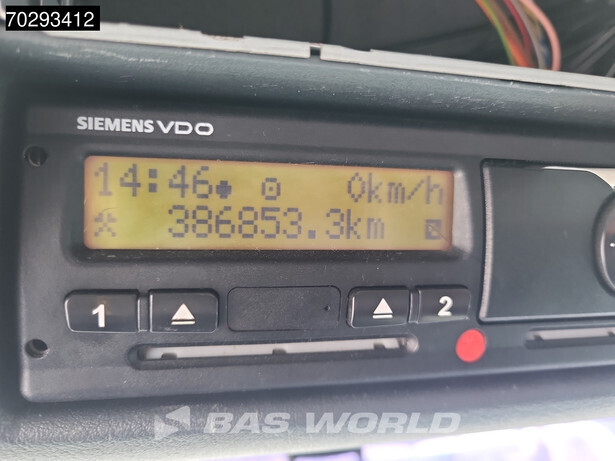 70293412
SIEMENS VDO
14:46 0km/h
386853.3km
1 2
BAS WORLD